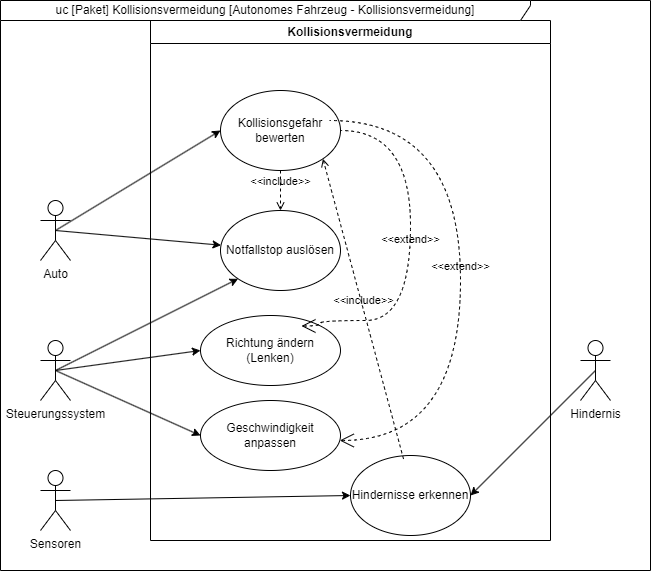 uc [Paket] Kollisionsvermeidung [Autonomes Fahrzeug - Kollisionsvermeidung]
Kollisionsvermeidung
Kollisionsgefahr
bewerten
<<include>>
Notfallstop auslösen
<<extend>>
<<extend>>
Auto
<<include>>
Richtung ändern
(Lenken)
Steuerungssystem
Hindernis
Geschwindigkeit
anpassen
Hindernisse erkennen
Sensoren